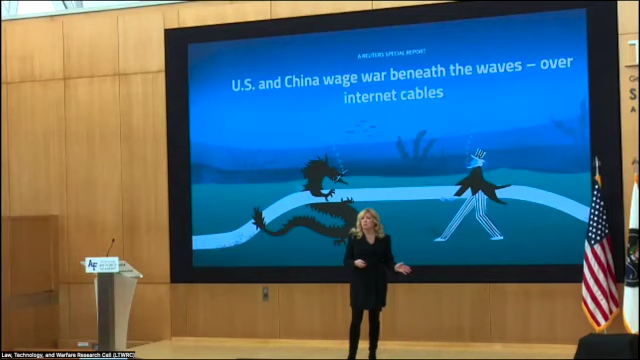 A REUTERS SPECIAL REPORT
U.S. and China wage war beneath the waves – over
internet cables
Law, Technology, and Warfare Research Cell (LTWRC)